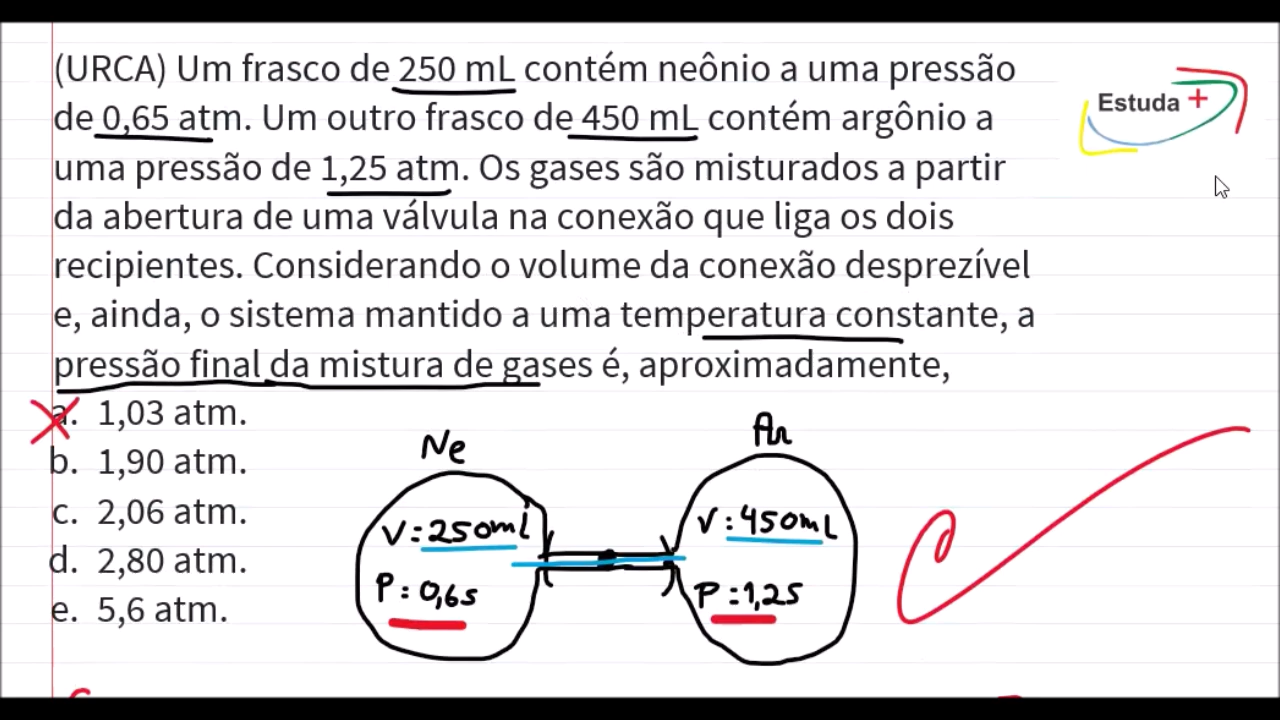 (URCA) Um frasco de 250 mL contém neônio a uma pressão
de 0,65 atm. Um outro frasco de 450 mL contém argônio a
uma pressão de 1,25 atm. Os gases são misturados a partir
da abertura de uma válvula na conexão que liga os dois
recipientes. Considerando o volume da conexão desprezível
e, ainda, o sistema mantido a uma temperatura constante, a
pressão final da mistura de gases é, aproximadamente,
a. 1,03 atm.
b. 1,90 atm.
c. 2,06 atm.
d. 2,80 atm.
e. 5,6 atm.
Estuda +
Ne
V: 250ml
P: 0,65
Ar
V: 450mL
P: 1,25